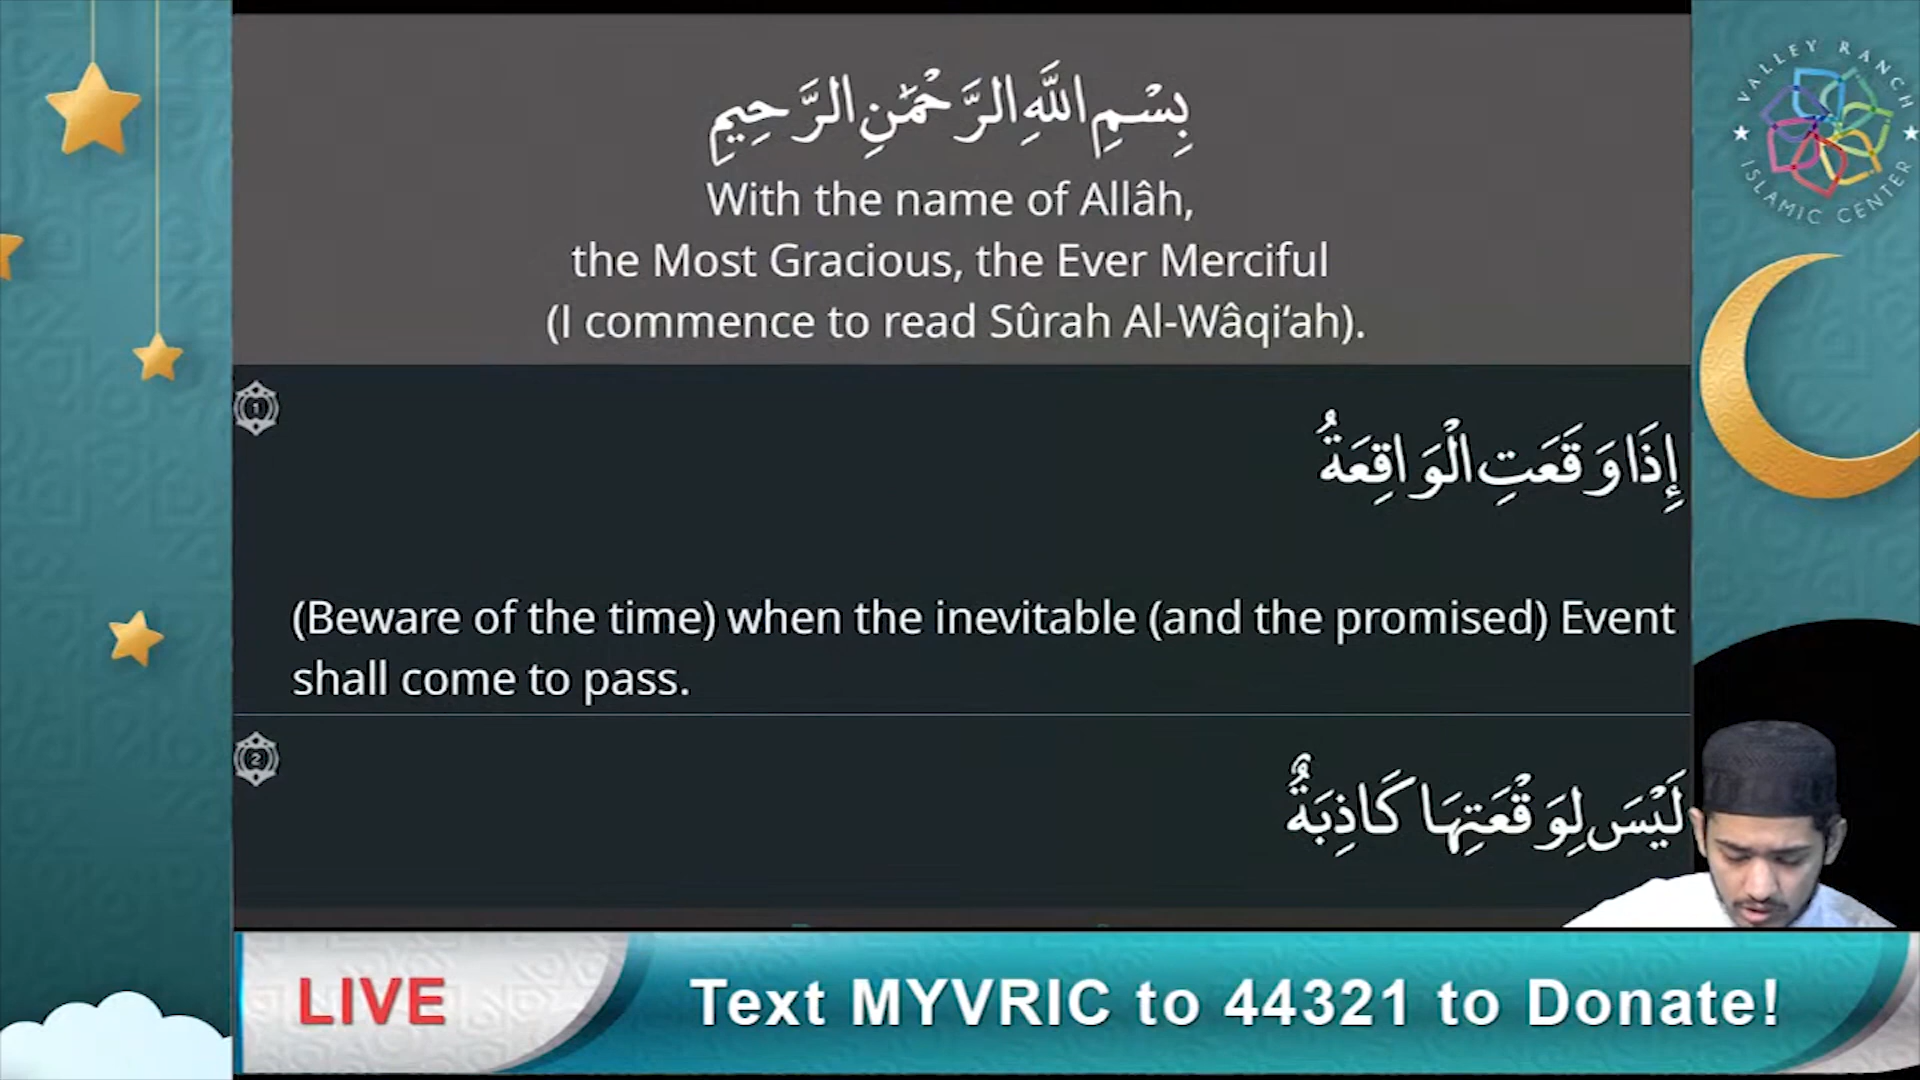 VALLEY RANCH
ISLAMIC CENTER
بِسْمِ اللَّهِ الرَّحْمَٰنِ الرَّحِيمِ
With the name of Allâh,
the Most Gracious, the Ever Merciful
(I commence to read Sûrah Al-Wâqi‘ah).
1
إِذَا وَقَعَتِ الْوَاقِعَةُ
(Beware of the time) when the inevitable (and the promised) Event
shall come to pass.
2
لَيْسَ لِوَقْعَتِهَا كَاذِبَةٌ
LIVE
Text MYVRIC to 44321 to Donate!